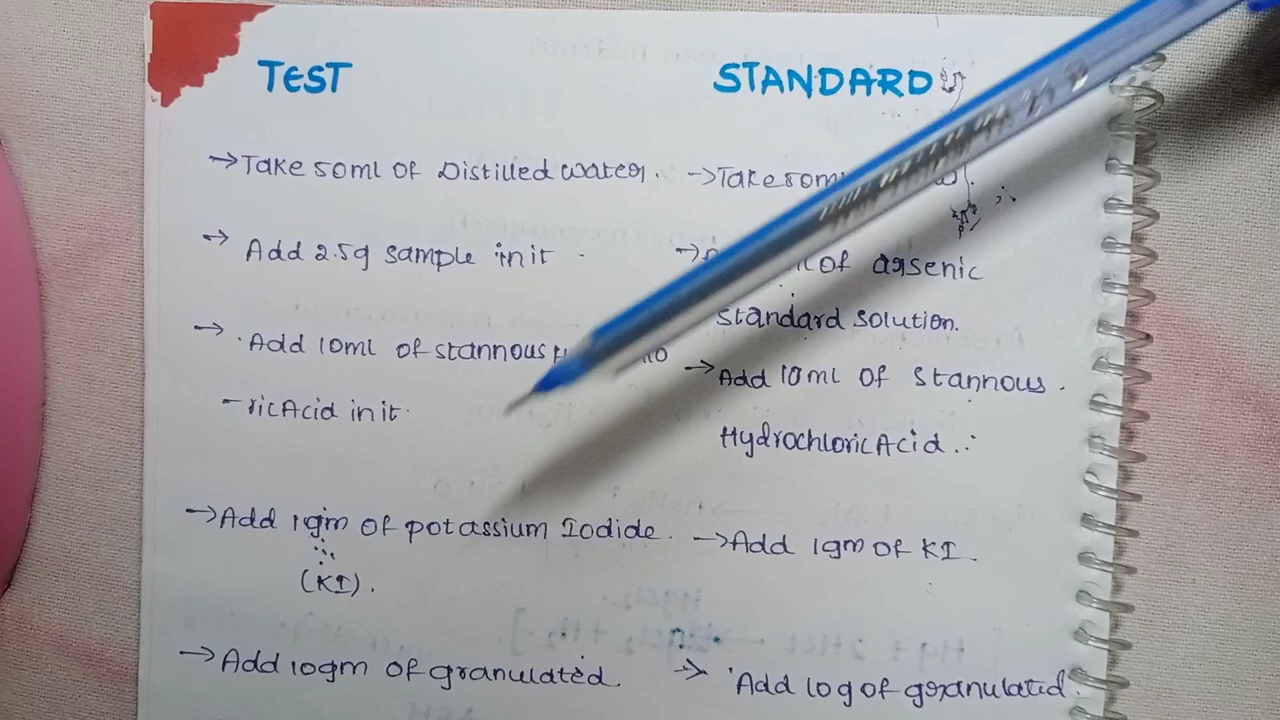 TEST
→Take 50ml of Distilled water.
→ Add 2.5g sample in it
→ Add 10ml of stannous
-ric Acid in it.
→Add 1gm of potassium Iodide.
(KI).
→Add 10gm of granulated
STANDARD
→Take 50ml
of arsenic
standard solution.
→Add 10ml of Stannous
Hydrochloric Acid.
→Add 1gm of KI.
→ Add 10g of granulated